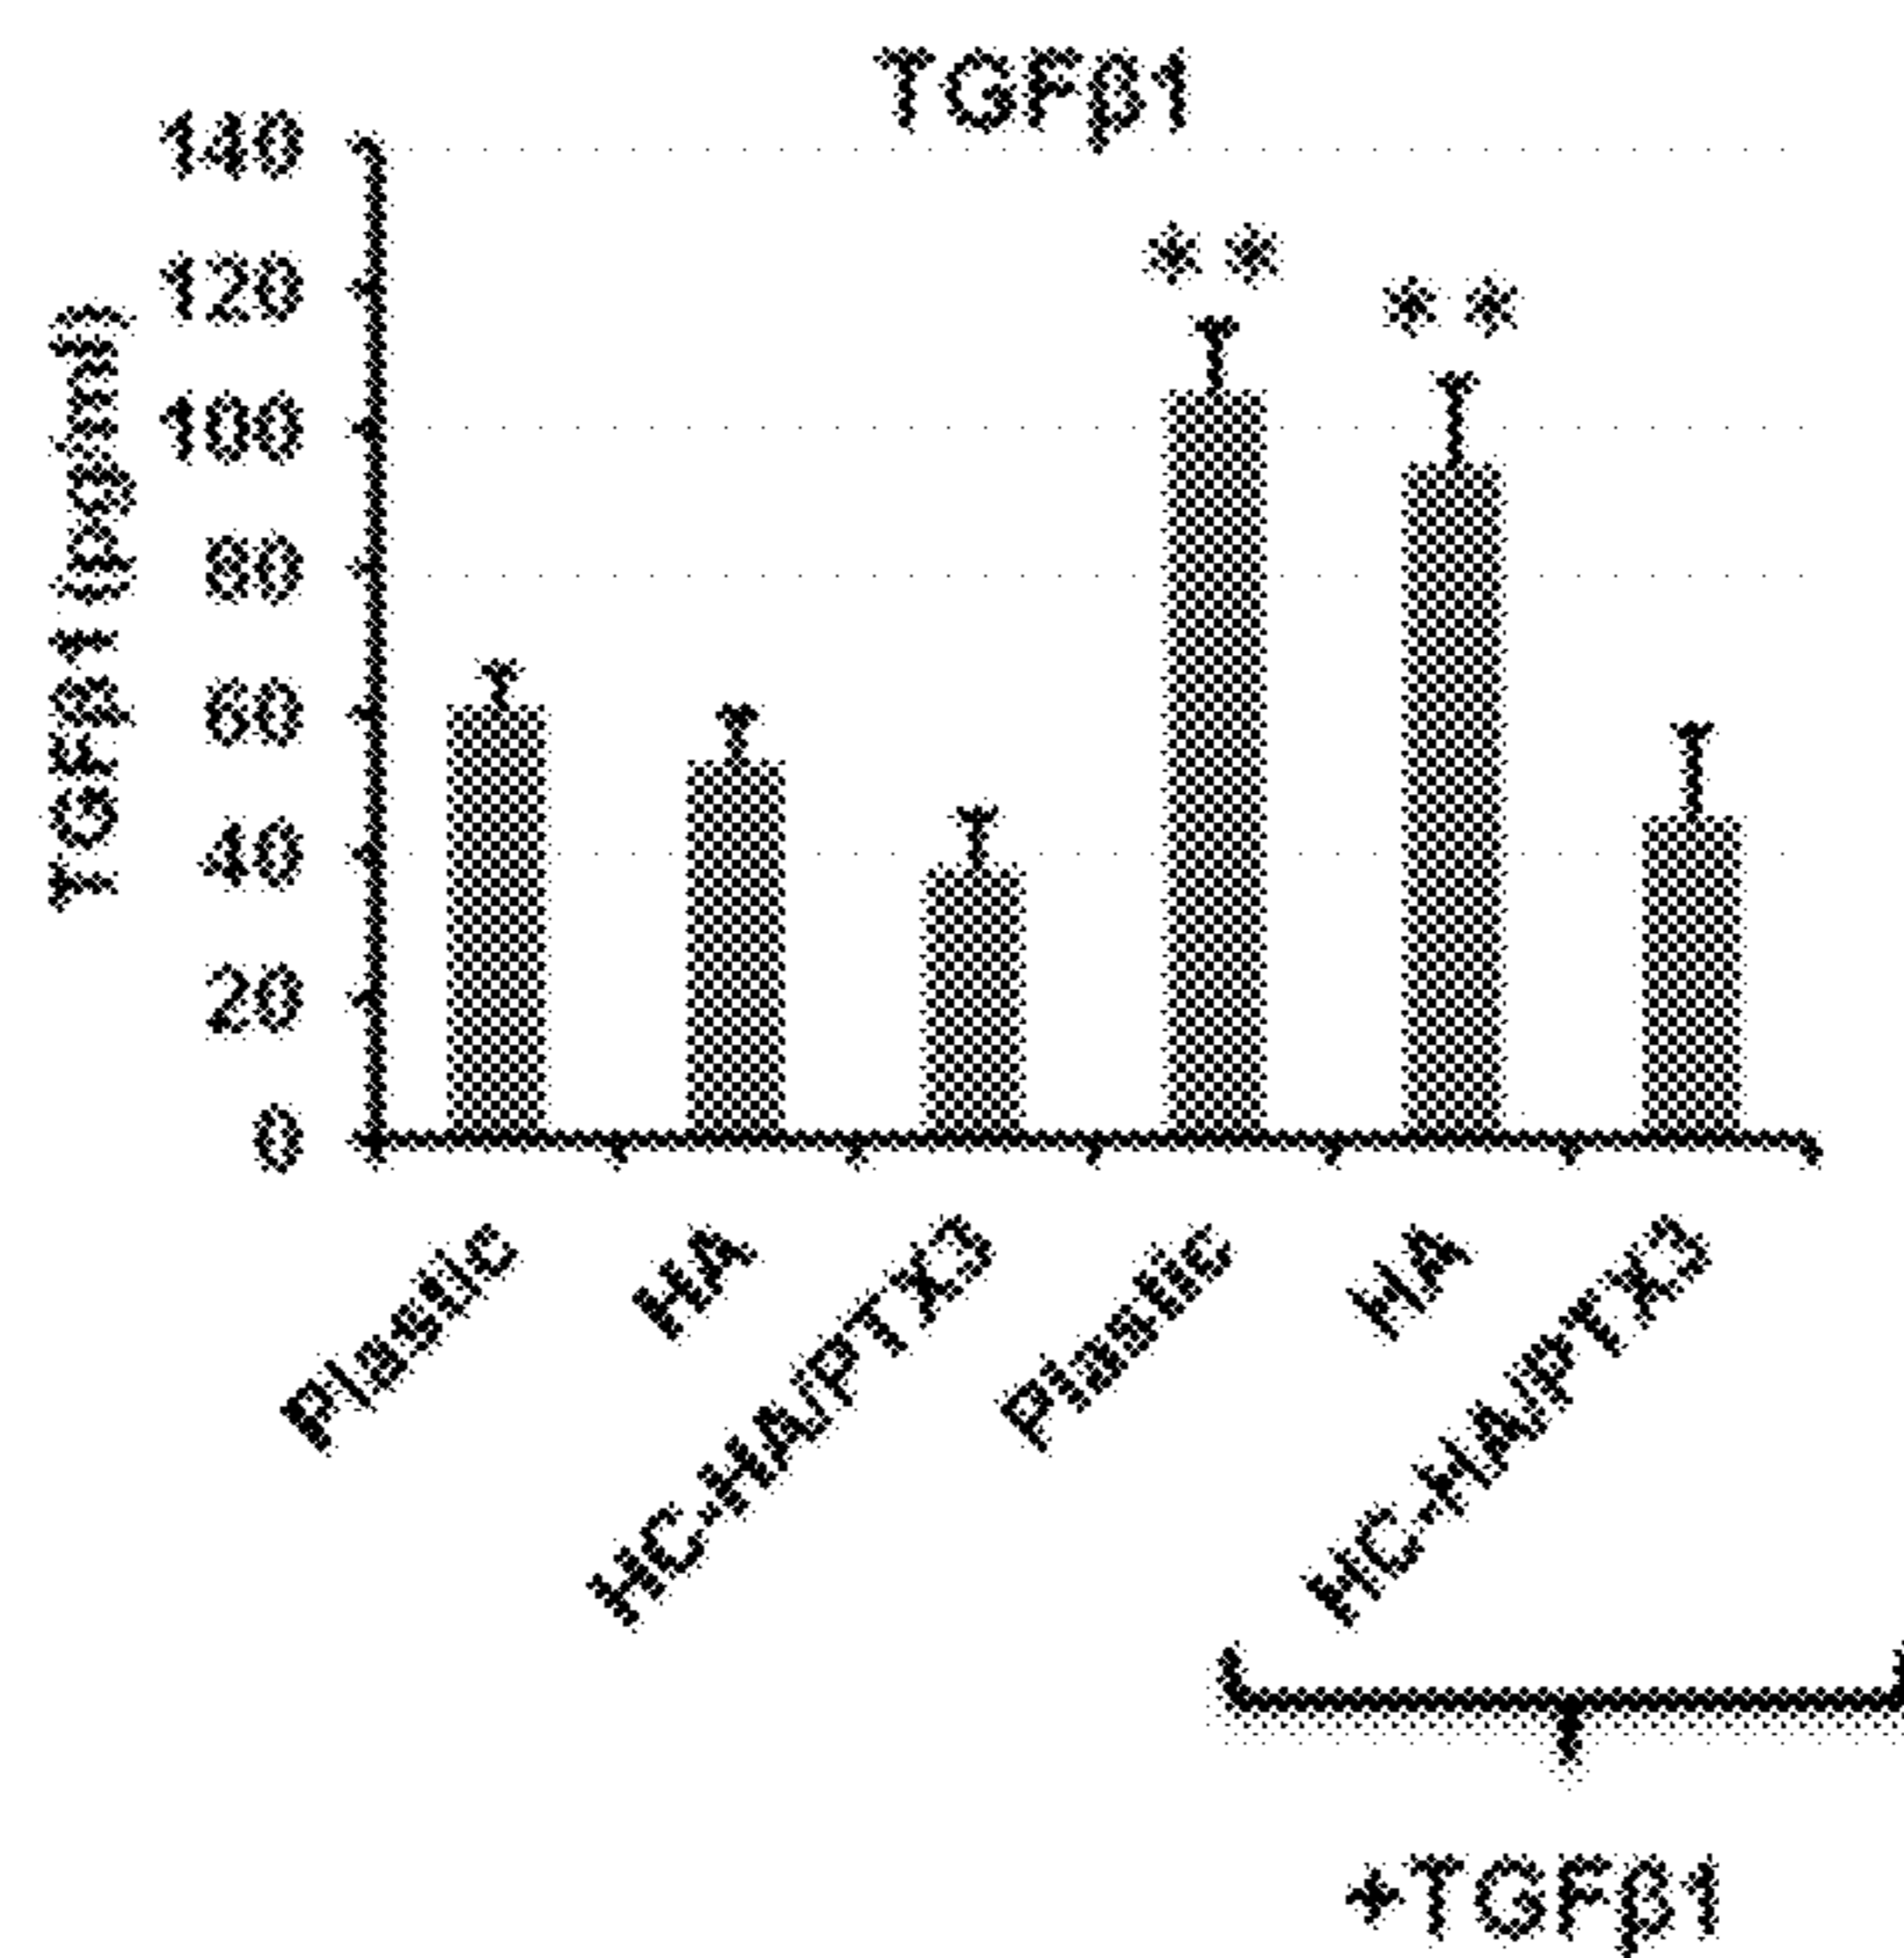 TGFβ1
TGFβ1 (pg/ml)
140
120
100
80
60
40
20
0
** **
Plastic
HA
HC-HA/PTX3
Plastic
HA
HC-HA/PTX3
+TGFβ1